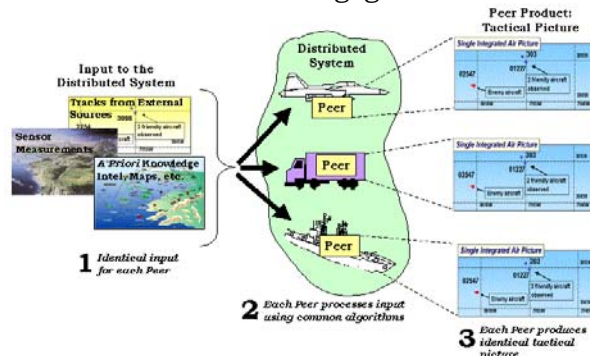 Peer Product:
Tactical Picture
Distributed
System
Input to the
Distributed System
Tracks from External
Sources
Sensor
Measurements
A Priori Knowledge
Intel, Maps, etc.
Peer
Peer
Peer
Single Integrated Air Picture
303
02547
01227
Enemy aircraft
2 friendly aircraft
observed
Single Integrated Air Picture
303
02547
01227
Enemy aircraft
2 friendly aircraft
observed
Single Integrated Air Picture
303
02547
01227
Enemy aircraft
2 friendly aircraft
observed
1 Identical input
for each Peer
2 Each Peer processes input
using common algorithms
3 Each Peer produces
identical tactical
picture